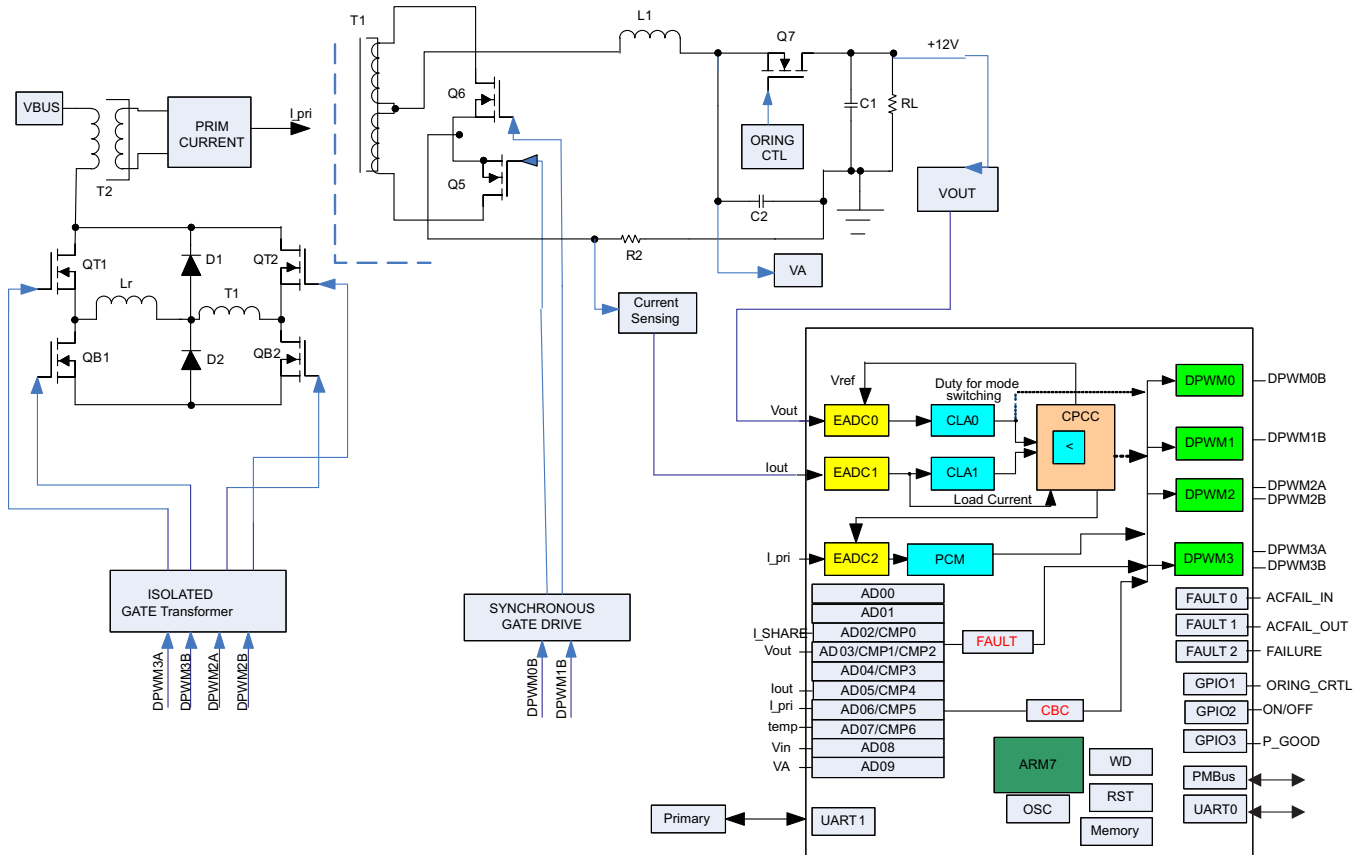 T1
L1
Q7
+12V
VBUS
PRIM
CURRENT
I_pri
T2
Q6
Q5
C1
RL
ORING
CTL
VOUT
C2
R2
VA
QT1
D1
QT2
Lr
T1
QB1
D2
QB2
Current
Sensing
Vref
Duty for mode
switching
Vout
EADC0
CLA0
CPCC
<
Iout
EADC1
CLA1
Load Current
I_pri
EADC2
PCM
DPWM0
DPWM0B
DPWM1
DPWM1B
DPWM2
DPWM2A
DPWM2B
DPWM3
DPWM3A
DPWM3B
ISOLATED
GATE Transformer
DPWM3A
DPWM3B
DPWM2A
DPWM2B
SYNCHRONOUS
GATE DRIVE
DPWM0B
DPWM1B
AD00
AD01
I_SHARE
AD02/CMP0
Vout
AD03/CMP1/CMP2
AD04/CMP3
Iout
AD05/CMP4
I_pri
AD06/CMP5
temp
AD07/CMP6
Vin
AD08
VA
AD09
FAULT
CBC
FAULT 0
ACFAIL_IN
FAULT 1
ACFAIL_OUT
FAULT 2
FAILURE
GPIO1
ORING_CRTL
GPIO2
ON/OFF
GPIO3
P_GOOD
ARM7
WD
OSC
RST
Memory
PMBus
UART0
Primary
UART 1